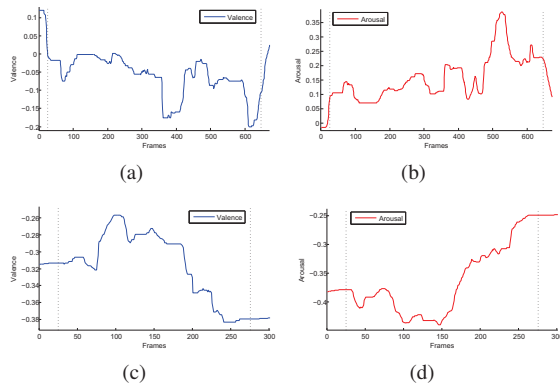 0.1
0.05
0
−0.05
−0.1
−0.15
−0.2
Valence
0 100 200 300 400 500 600
Frames
Valence
(a)
0.35
0.3
0.25
0.2
0.15
0.1
0.05
0
Arousal
0 100 200 300 400 500 600
Frames
Arousal
(b)
−0.26
−0.28
−0.3
−0.32
−0.34
−0.36
−0.38
Valence
0 50 100 150 200 250 300
Frames
Valence
(c)
−0.25
−0.3
−0.35
−0.4
Arousal
0 50 100 150 200 250 300
Frames
Arousal
(d)